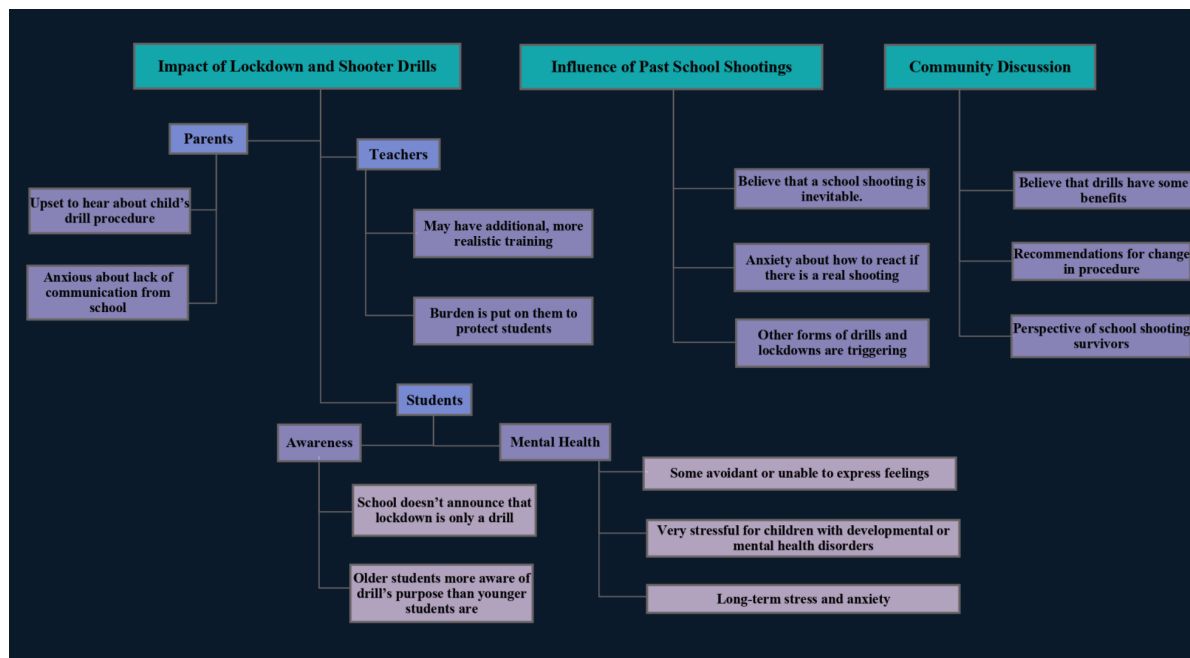 Impact of Lockdown and Shooter Drills
Influence of Past School Shootings
Community Discussion
Parents
Upset to hear about child's
drill procedure
Anxious about lack of
communication from
school
Teachers
May have additional, more
realistic training
Burden is put on them to
protect students
Students
Awareness
School doesn't announce that
lockdown is only a drill
Older students more aware of
drill's purpose than younger
students are
Mental Health
Some avoidant or unable to express feelings
Very stressful for children with developmental or
mental health disorders
Long-term stress and anxiety
Believe that a school shooting is
inevitable.
Anxiety about how to react if
there is a real shooting
Other forms of drills and
lockdowns are triggering
Believe that drills have some
benefits
Recommendations for change
in procedure
Perspective of school shooting
survivors